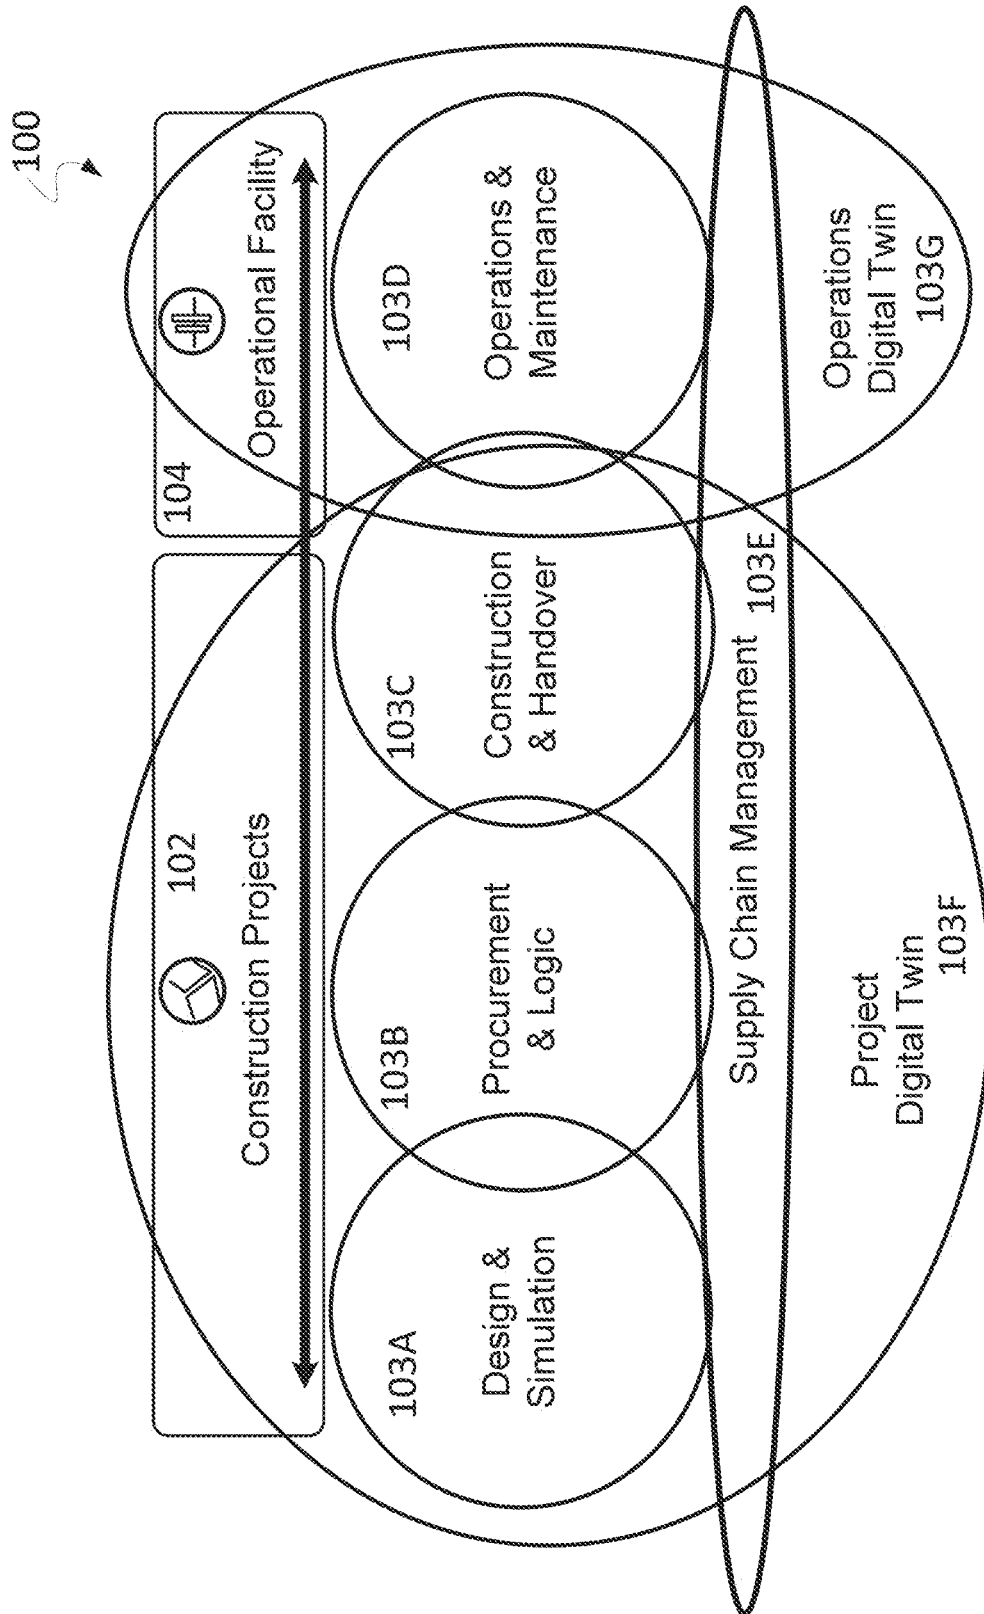 100
102
Construction Projects
104
Operational Facility
103A
Design &
Simulation
103B
Procurement
& Logic
103C
Construction
& Handover
103D
Operations &
Maintenance
Supply Chain Management
103E
Project
Digital Twin
103F
Operations
Digital Twin
103G